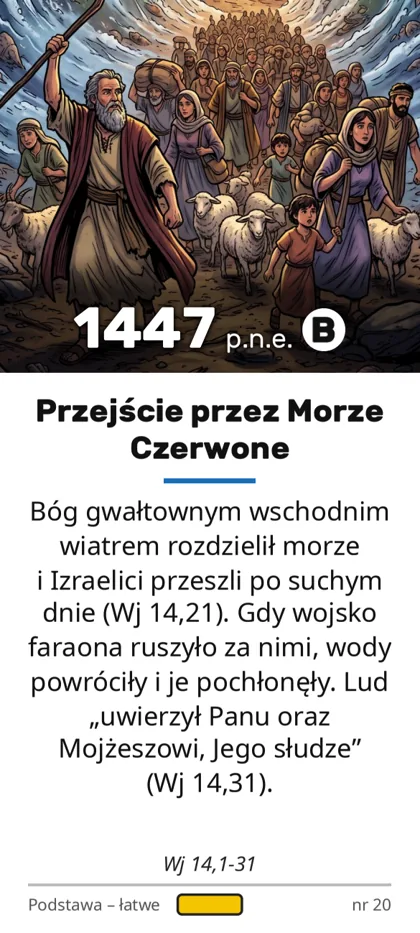 1447 p.n.e. B
Przejście przez Morze
Czerwone
Bóg gwałtownym wschodnim
wiatrem rozdzielił morze
i Izraelici przeszli po suchym
dnie (Wj 14,21). Gdy wojsko
faraona ruszyło za nimi, wody
powróciły i je pochłonęły. Lud
„uwierzył Panu oraz
Mojżeszowi, Jego słudze”
(Wj 14,31).
Wj 14,1-31
Podstawa – łatwe nr 20